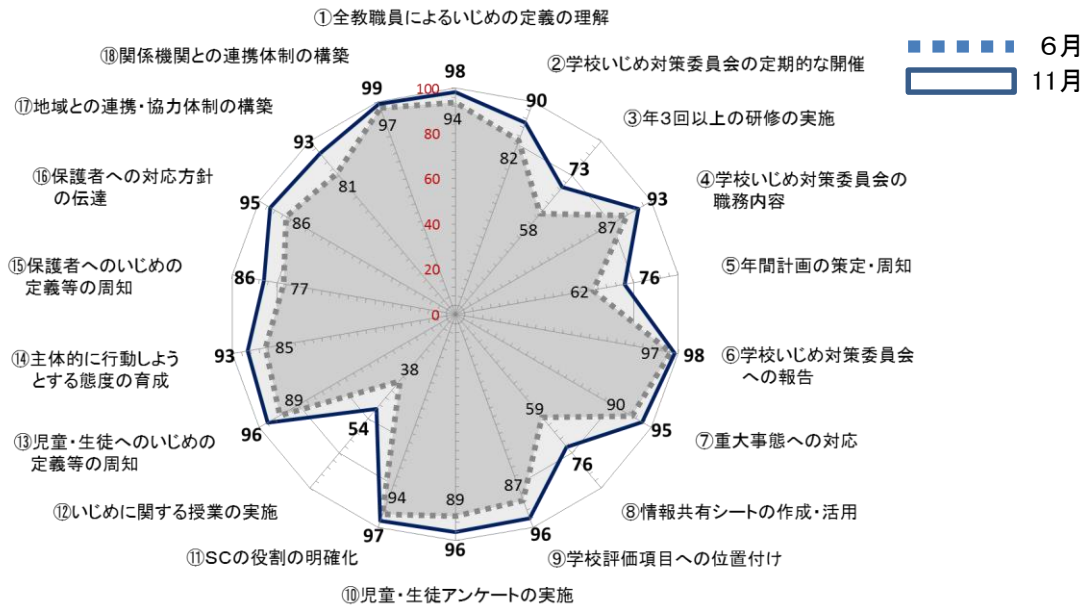 ①全教職員によるいじめの定義の理解
６月
11月
⑱関係機関との連携体制の構築
②学校いじめ対策委員会の定期的な開催
⑰地域との連携・協力体制の構築
③年３回以上の研修の実施
⑯保護者への対応方針
の伝達
④学校いじめ対策委員会の
職務内容
⑮保護者へのいじめの
定義等の周知
⑤年間計画の策定・周知
⑭主体的に行動しよう
とする態度の育成
⑥学校いじめ対策委員会
への報告
⑬児童・生徒へのいじめの
定義等の周知
⑦重大事態への対応
⑫いじめに関する授業の実施
⑧情報共有シートの作成・活用
⑪ＳＣの役割の明確化
⑨学校評価項目への位置付け
⑩児童・生徒アンケートの実施
100
80
60
40
20
0
98
90
73
93
76
98
95
76
96
96
97
54
96
93
86
95
93
99
94
82
58
87
62
97
90
59
87
89
94
38
89
85
77
86
81
97